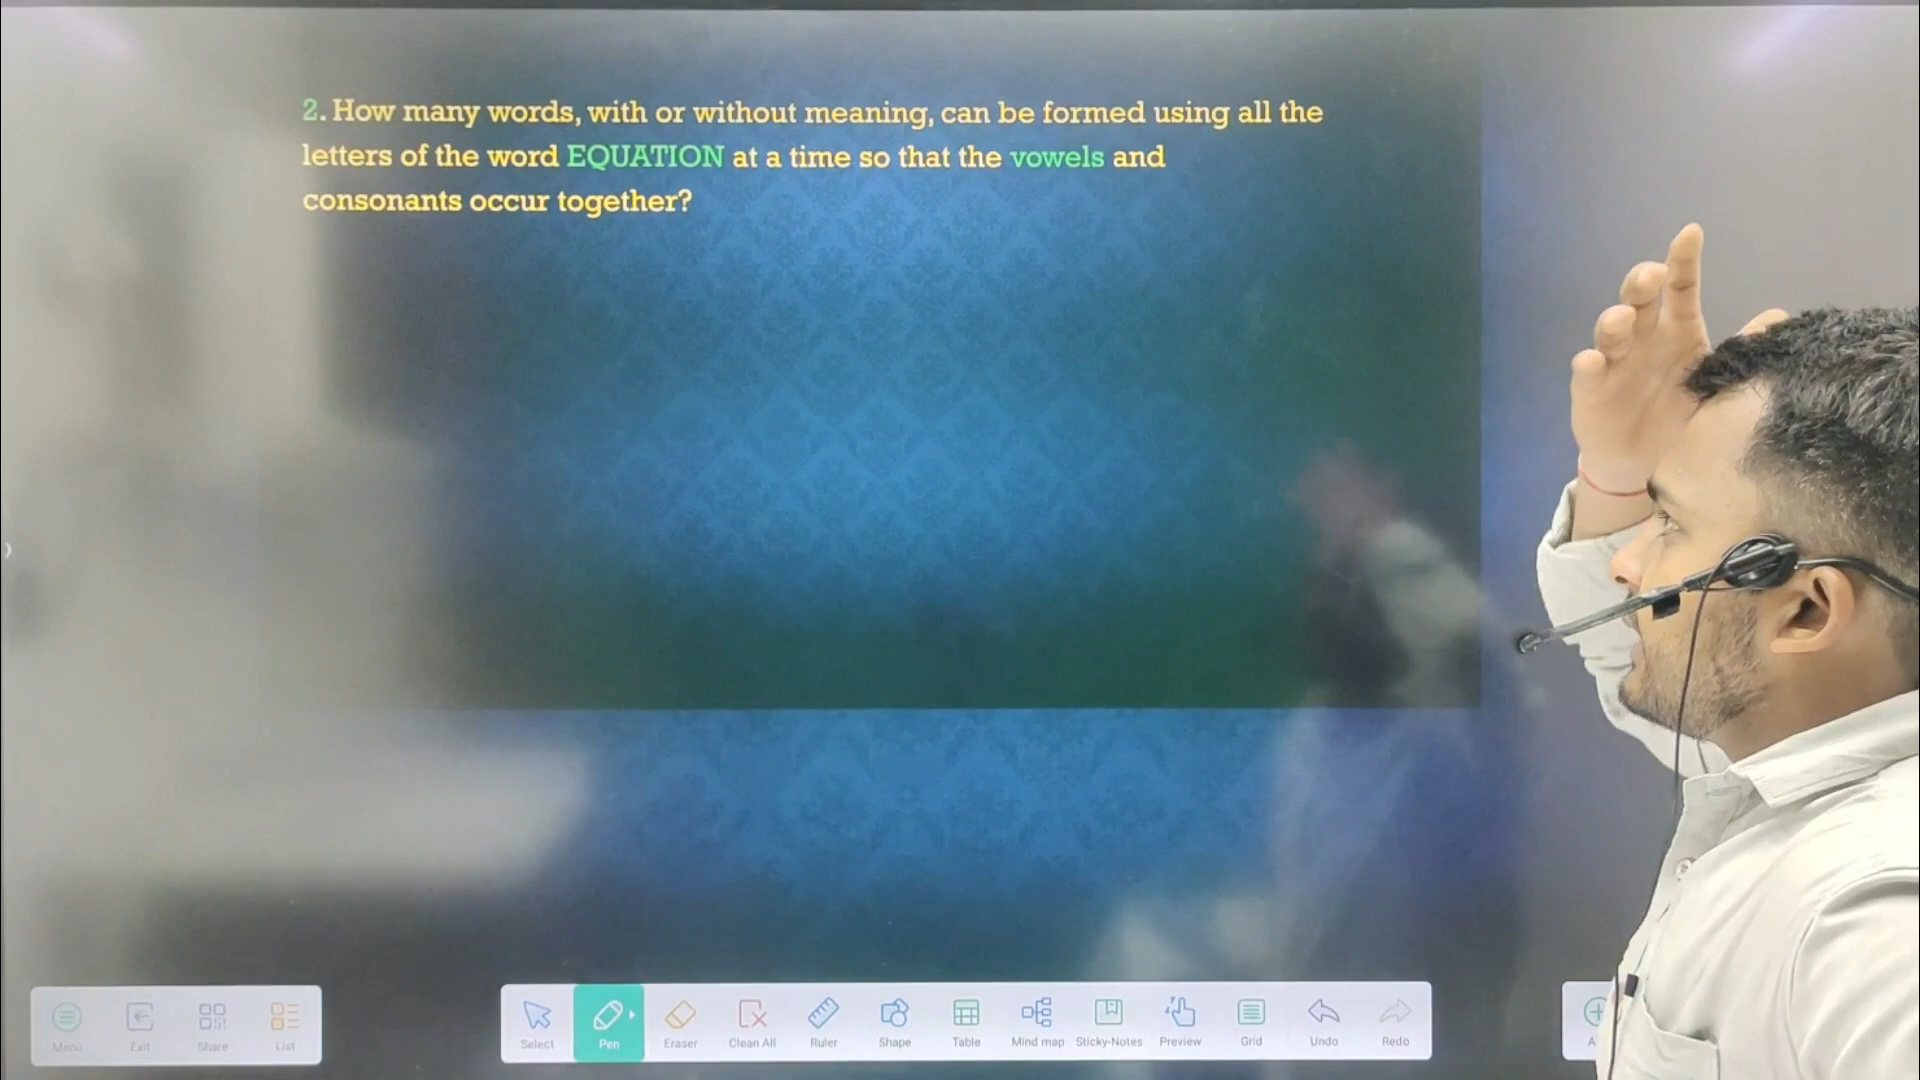 2. How many words, with or without meaning, can be formed using all the
letters of the word EQUATION at a time so that the vowels and
consonants occur together?
Menu Exit Share List
Select Pen Eraser Clean All Ruler Shape Table Mind map Sticky-Notes Preview Grid Undo Redo